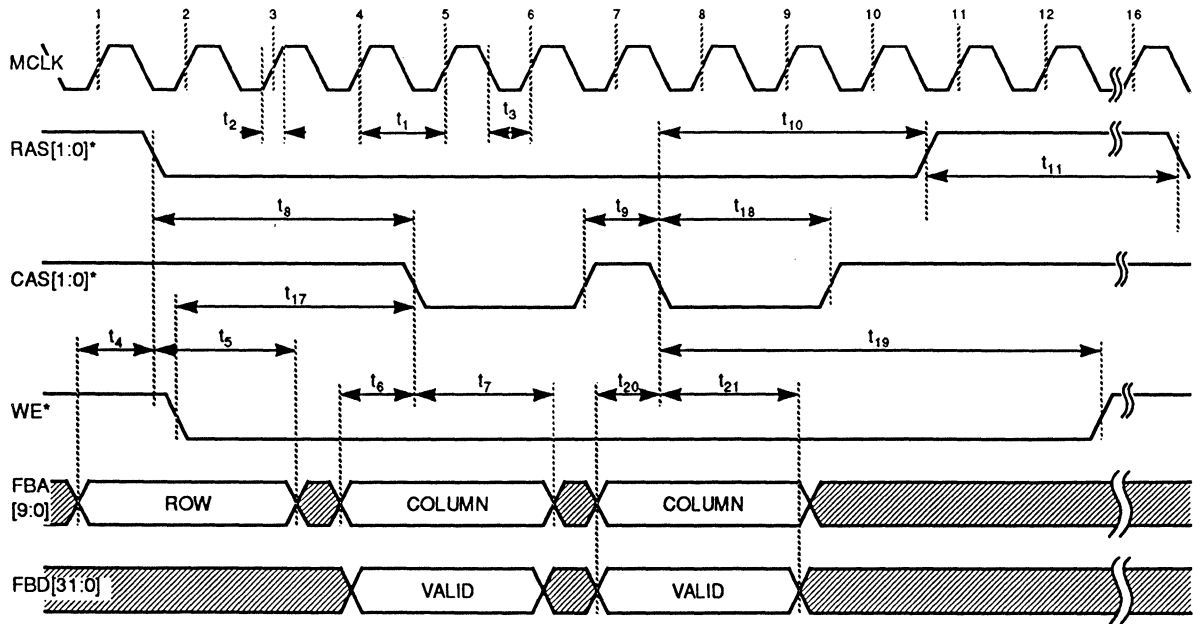 1 2 3 4 5 6 7 8 9 10 11 12 16
MCLK
t2 t1 t3 t10
RAS[1:0]*
t11
t8 t9 t18
CAS[1:0]*
t17
t4 t5 t19
t6 t7 t20 t21
WE*
FBA
[9:0]
ROW COLUMN COLUMN
FBD[31:0] VALID VALID